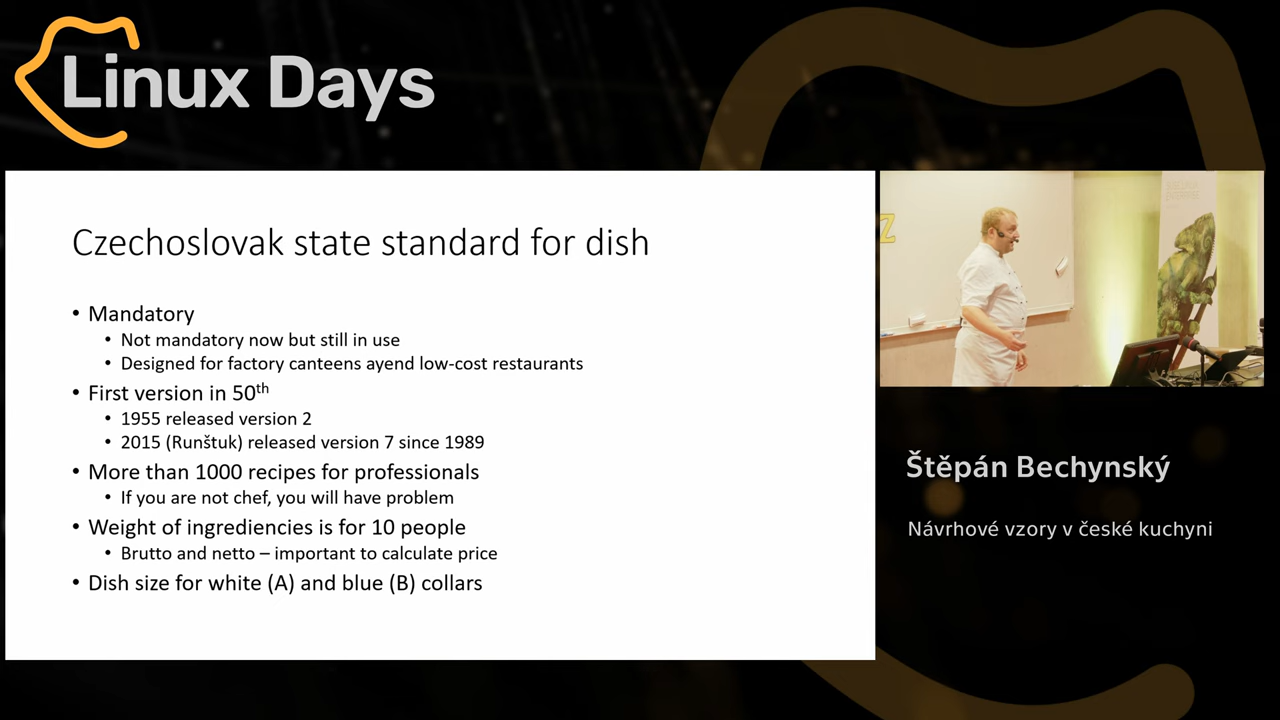 Linux Days
Czechoslovak state standard for dish
• Mandatory
• Not mandatory now but still in use
• Designed for factory canteens ayend low-cost restaurants
• First version in 50th
• 1955 released version 2
• 2015 (Runštuk) released version 7 since 1989
• More than 1000 recipes for professionals
• If you are not chef, you will have problem
• Weight of ingrediencies is for 10 people
• Brutto and netto – important to calculate price
• Dish size for white (A) and blue (B) collars
Z
Štěpán Bechynský
Návrhové vzory v české kuchyni